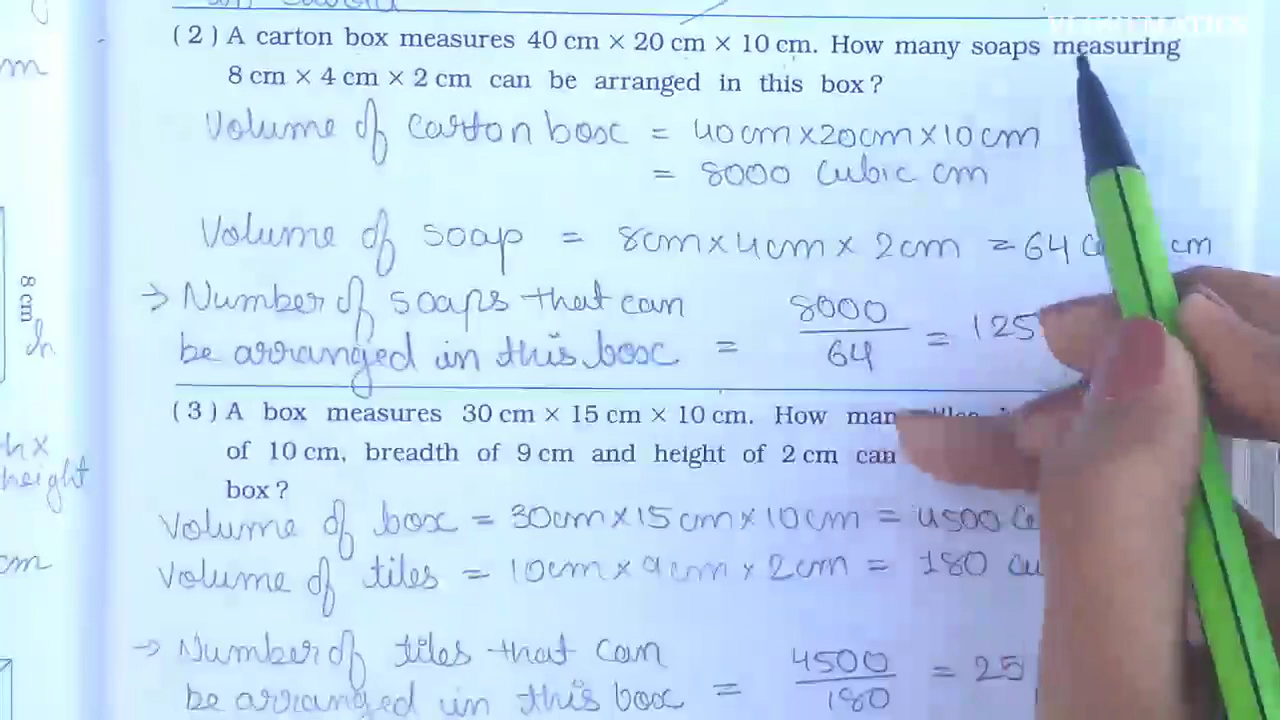 m
(2) A carton box measures 40 cm × 20 cm × 10 cm. How many soaps measuring
8 cm × 4 cm × 2 cm can be arranged in this box?
Volume of carton box = 40cm×20cm×10cm
= 8000 Cubic cm
Volume of soap = 8cm×4cm×2cm = 64 cm
8 cm
h
→ Number of soaps that can
be arranged in this box = 8000/64 = 125
(3) A box measures 30 cm × 15 cm × 10 cm. How
of 10 cm, breadth of 9 cm and height of 2 cm can
box?
height
Volume of box = 30cm×15cm×10cm = 4500
cm
Volume of tiles = 10cm×9cm×2cm = 180
→ Number of tiles that can
be arranged in this box = 4500/180 = 25